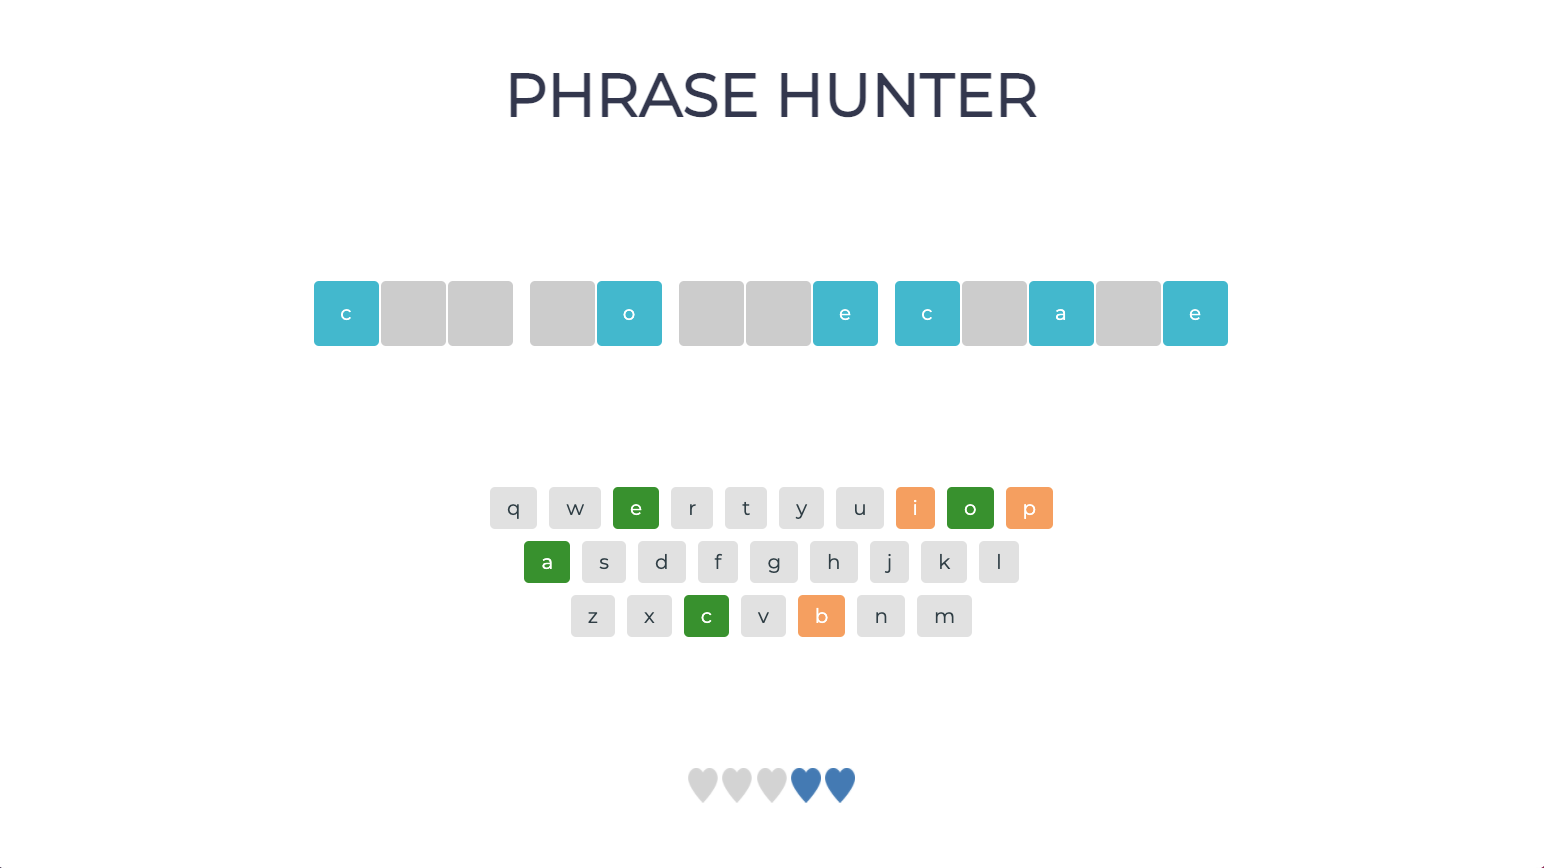 PHRASE HUNTER
c o e c a e
q w e r t y u i o p
a s d f g h j k l
z x c v b n m